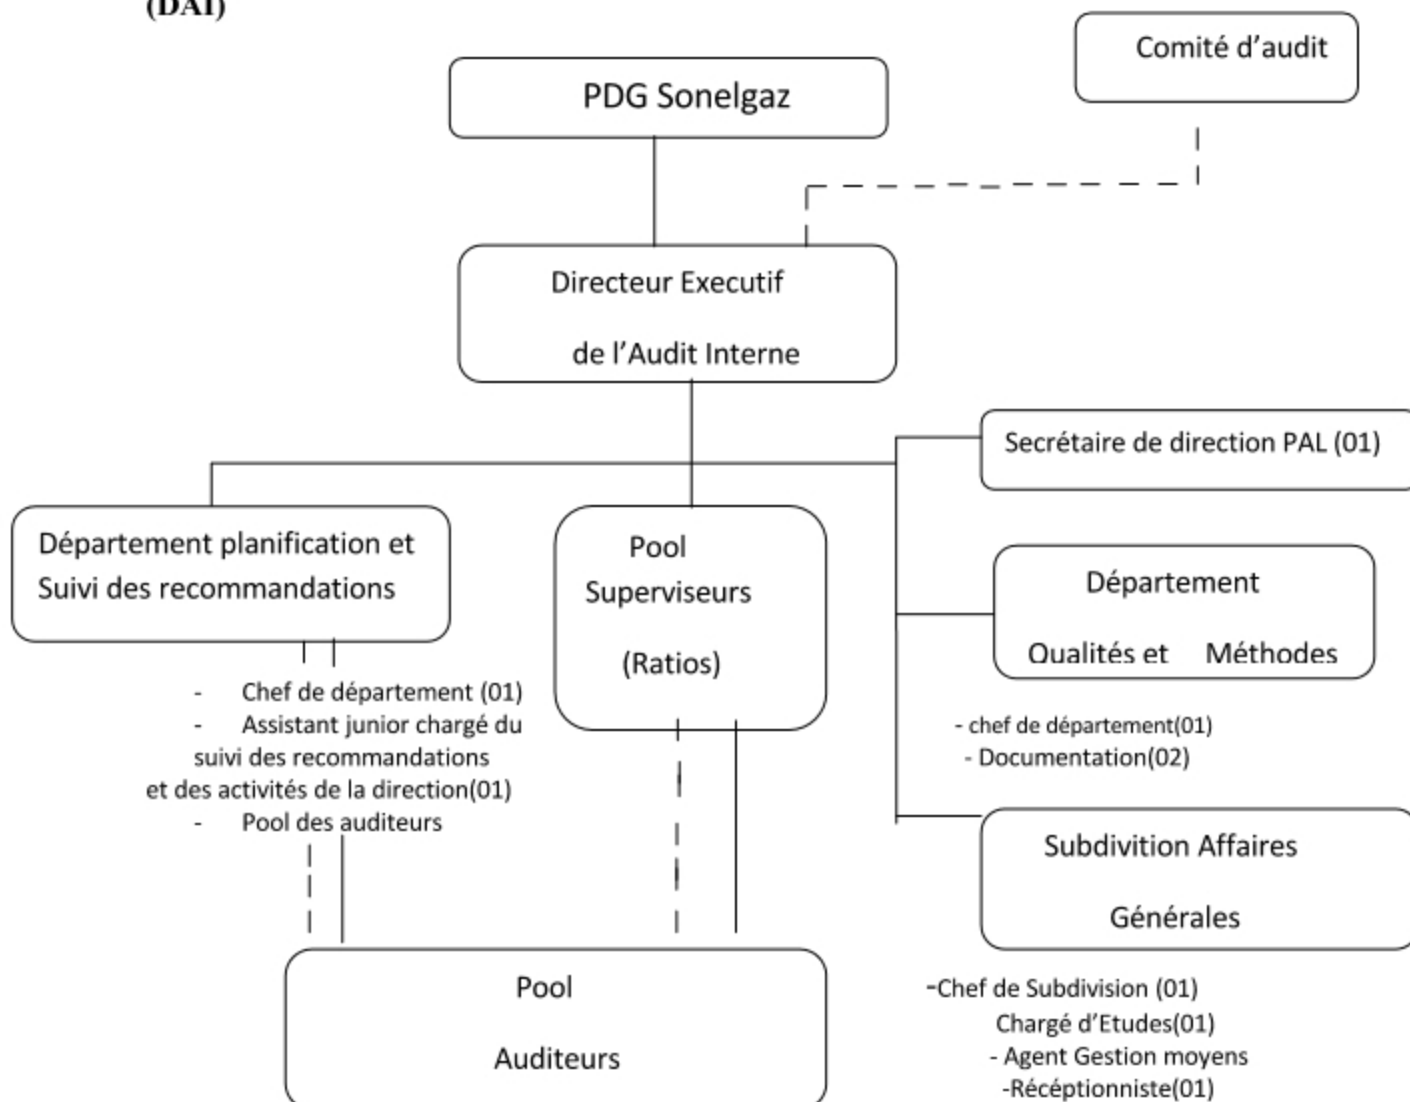 (DAI)
Comité d’audit
PDG Sonelgaz
Directeur Executif
de l’Audit Interne
Secrétaire de direction PAL (01)
Département planification et
Suivi des recommandations
Pool
Superviseurs
(Ratios)
Département
Qualités et Méthodes
- Chef de département (01)
- Assistant junior chargé du
suivi des recommandations
et des activités de la direction(01)
- Pool des auditeurs
- chef de département(01)
- Documentation(02)
Subdivition Affaires
Générales
Pool
Auditeurs
-Chef de Subdivision (01)
Chargé d’Etudes(01)
- Agent Gestion moyens
-Récéptionniste(01)